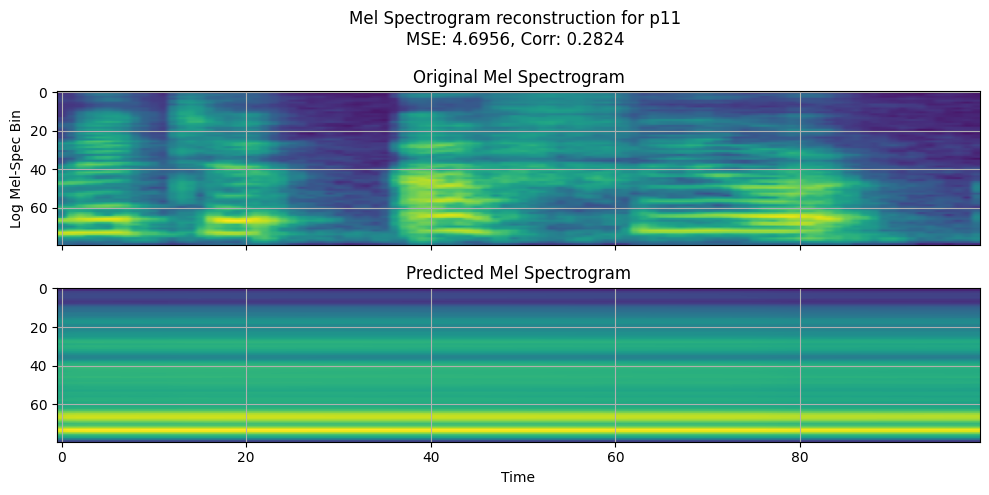 Mel Spectrogram reconstruction for p11
MSE: 4.6956, Corr: 0.2824
Original Mel Spectrogram
Log Mel-Spec Bin
0
20
40
60
Predicted Mel Spectrogram
0
20
40
60
0 20 40 60 80
Time